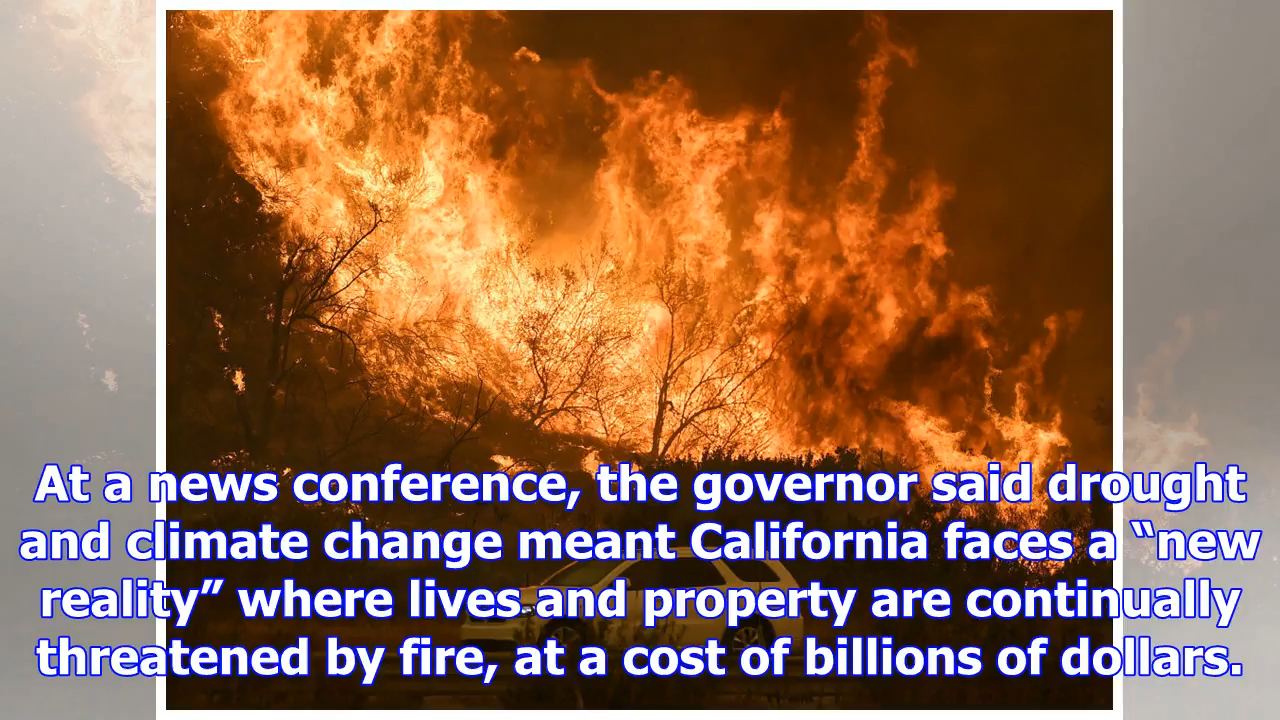 At a news conference, the governor said drought
and climate change meant California faces a “new
reality” where lives and property are continually
threatened by fire, at a cost of billions of dollars.